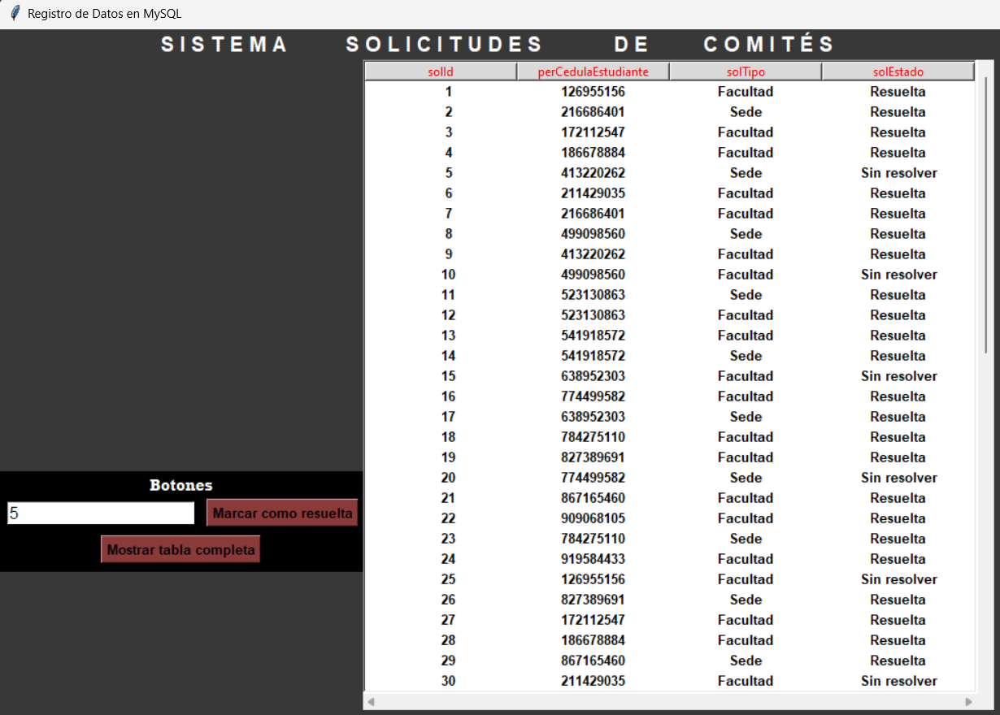 Registro de Datos en MySQL
SISTEMA SOLICITUDES DE COMITÉS
solId perCedulaEstudiante solTipo solEstado
1 126955156 Facultad Resuelta
2 216686401 Sede Resuelta
3 172112547 Facultad Resuelta
4 186678884 Facultad Resuelta
5 413220262 Sede Sin resolver
6 211429035 Facultad Resuelta
7 216686401 Facultad Resuelta
8 499098560 Sede Resuelta
9 413220262 Facultad Resuelta
10 499098560 Facultad Sin resolver
11 523130863 Sede Resuelta
12 523130863 Facultad Resuelta
13 541918572 Facultad Resuelta
14 541918572 Sede Resuelta
15 638952303 Facultad Sin resolver
16 774499582 Facultad Resuelta
17 638952303 Sede Resuelta
18 784275110 Facultad Resuelta
19 827389691 Facultad Resuelta
20 774499582 Sede Sin resolver
21 867165460 Facultad Resuelta
22 909068105 Facultad Resuelta
23 784275110 Sede Resuelta
24 919584433 Facultad Resuelta
25 126955156 Facultad Sin resolver
26 827389691 Sede Resuelta
27 172112547 Facultad Resuelta
28 186678884 Facultad Resuelta
29 867165460 Sede Resuelta
30 211429035 Facultad Sin resolver
Botones
5 Marcar como resuelta
Mostrar tabla completa